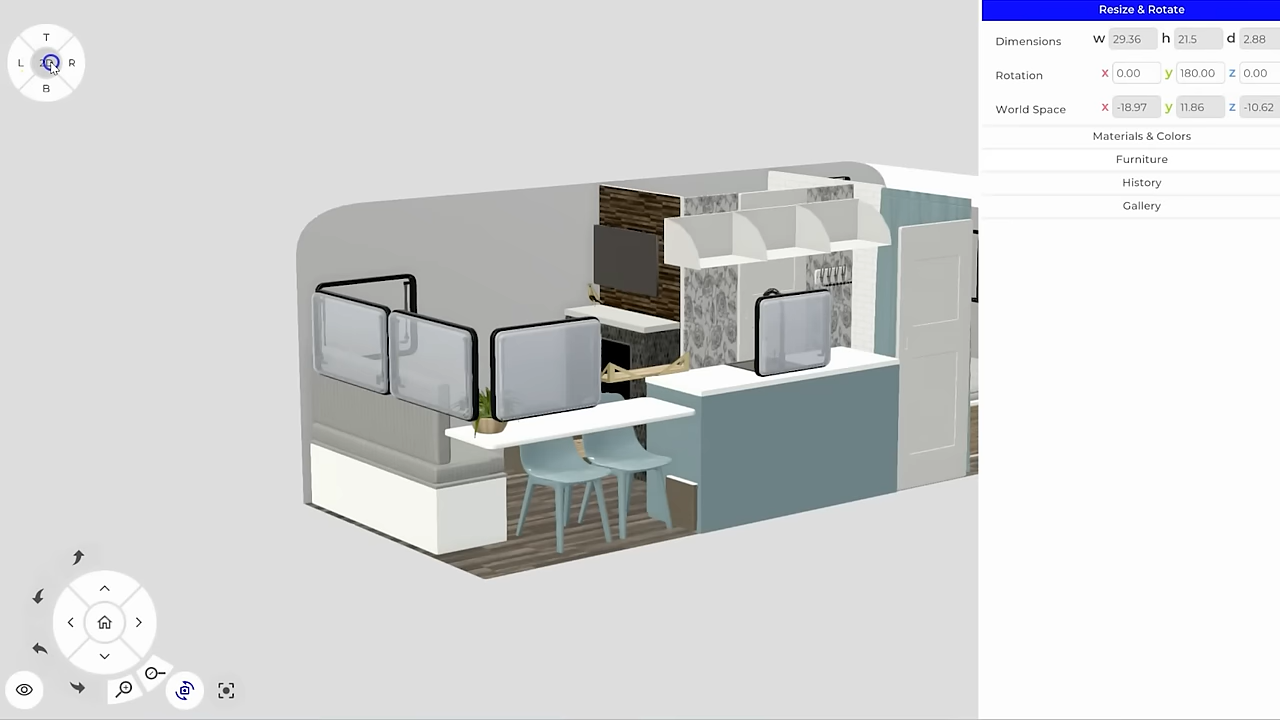 Resize & Rotate
T
L
R
B
Dimensions w 29.36 h 21.5 d 2.88
Rotation x 0.00 y 180.00 z 0.00
World Space x -18.97 y 11.86 z -10.62
Materials & Colors
Furniture
History
Gallery